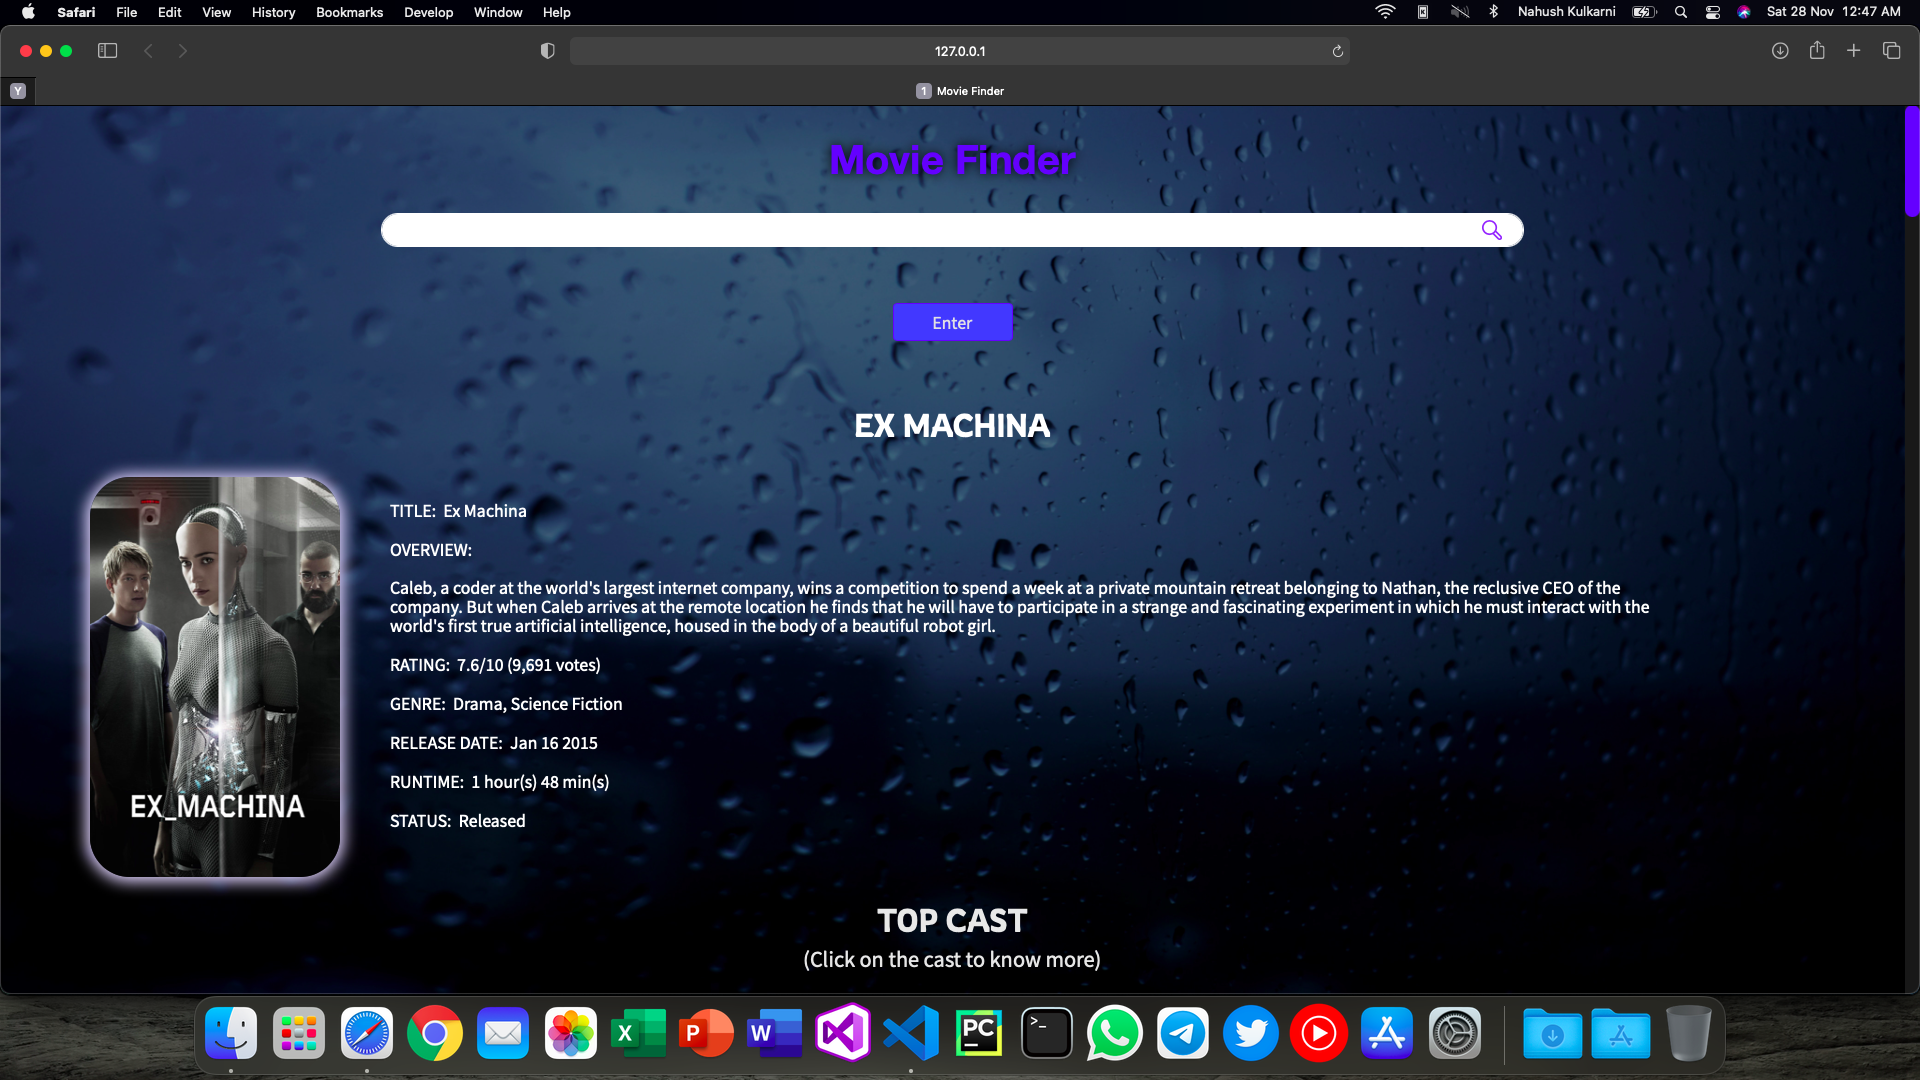 Safari File Edit View History Bookmarks Develop Window Help Nahush Kulkarni Sat 28 Nov 12:47 AM
127.0.0.1
Y 1 Movie Finder
Movie Finder
Enter
EX MACHINA
EX_MACHINA
TITLE: Ex Machina
OVERVIEW:
Caleb, a coder at the world's largest internet company, wins a competition to spend a week at a private mountain retreat belonging to Nathan, the reclusive CEO of the
company. But when Caleb arrives at the remote location he finds that he will have to participate in a strange and fascinating experiment in which he must interact with the
world's first true artificial intelligence, housed in the body of a beautiful robot girl.
RATING: 7.6/10 (9,691 votes)
GENRE: Drama, Science Fiction
RELEASE DATE: Jan 16 2015
RUNTIME: 1 hour(s) 48 min(s)
STATUS: Released
TOP CAST
(Click on the cast to know more)
X P W PC >_